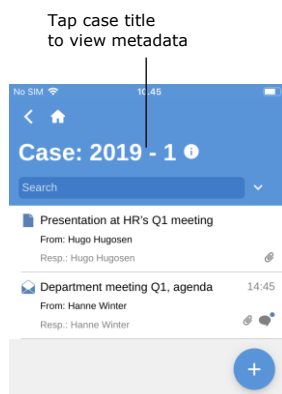 Tap case title
to view metadata
No SIM 10.45
Case: 2019 - 1
Search
Presentation at HR's Q1 meeting
From: Hugo Hugosen
Resp.: Hugo Hugosen
Department meeting Q1, agenda 14:45
From: Hanne Winter
Resp.: Hanne Winter